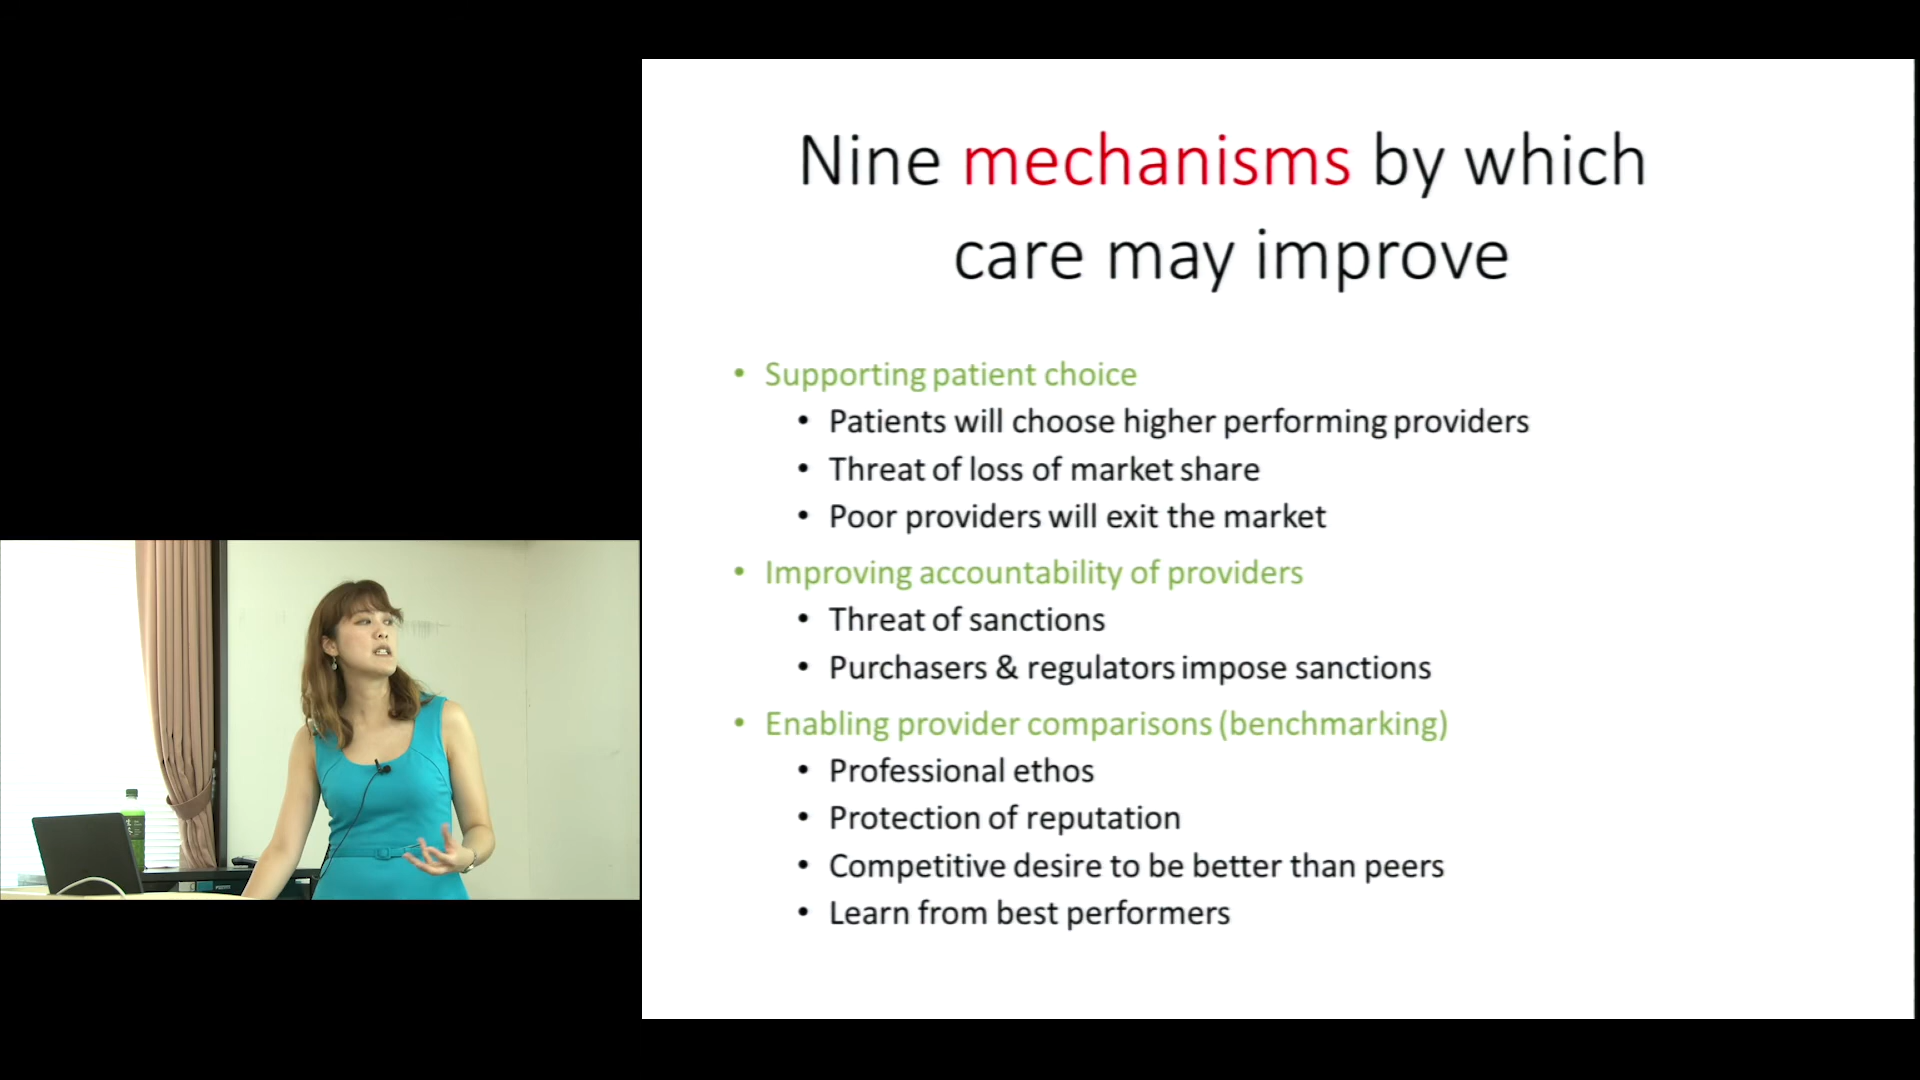 Nine mechanisms by which
care may improve
• Supporting patient choice
• Patients will choose higher performing providers
• Threat of loss of market share
• Poor providers will exit the market
• Improving accountability of providers
• Threat of sanctions
• Purchasers & regulators impose sanctions
• Enabling provider comparisons (benchmarking)
• Professional ethos
• Protection of reputation
• Competitive desire to be better than peers
• Learn from best performers